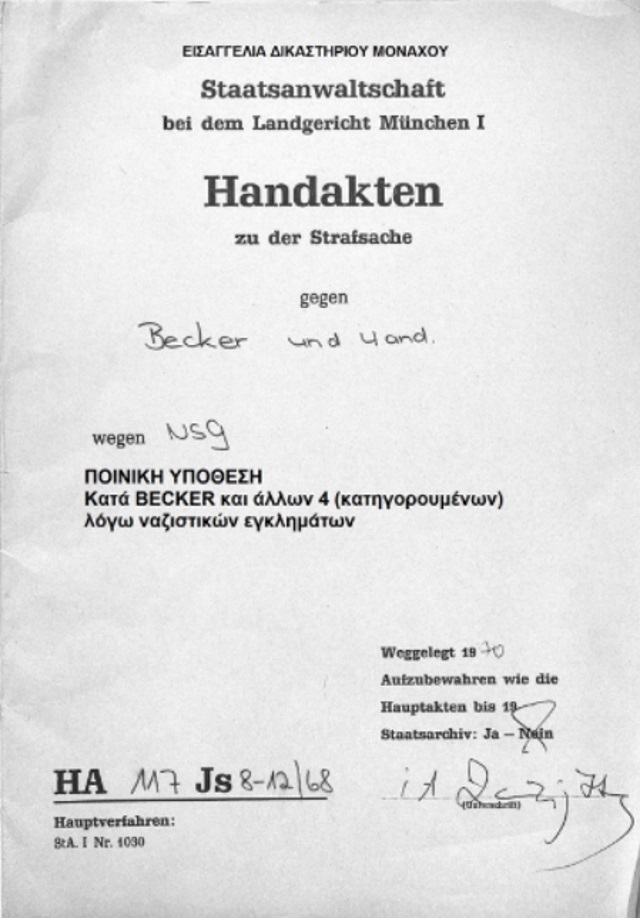 ΕΙΣΑΓΓΕΛΙΑ ΔΙΚΑΣΤΗΡΙΟΥ ΜΟΝΑΧΟΥ
Staatsanwaltschaft
bei dem Landgericht München I
Handakten
zu der Strafsache
gegen
Becker und 4 and.
wegen NSG
ΠΟΙΝΙΚΗ ΥΠΟΘΕΣΗ
Κατά BECKER και άλλων 4 (κατηγορουμένων)
λόγω ναζιστικών εγκλημάτων
Weggelegt 1970
Aufzubewahren wie die
Hauptakten bis 19
Staatsarchiv: Ja – Nein
HA 117 Js 8-12/68
(Unterschrift)
Hauptverfahren:
StA. I Nr. 1030